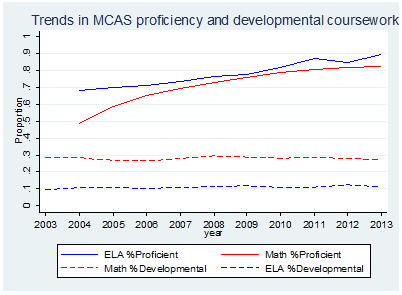 Trends in MCAS proficiency and developmental coursework
Proportion
1
.9
.8
.7
.6
.5
.4
.3
.2
.1
0
2003 2004 2005 2006 2007 2008 2009 2010 2011 2012 2013
year
ELA %Proficient Math %Proficient
Math %Developmental ELA %Developmental